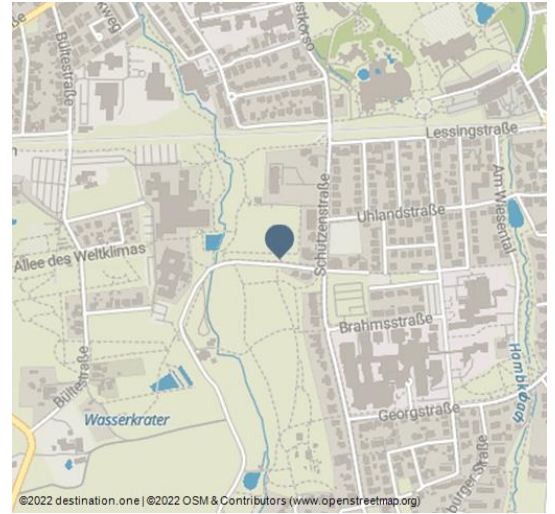 Bültestraße
Lessingstraße
Am Wiesental
Uhlandstraße
Schützenstraße
Allee des Weltklimas
Brahmsstraße
Bültestraße
Wasserkrater
Georgstraße
©2022 destination.one | ©2022 OSM & Contributors (www.openstreetmap.org)